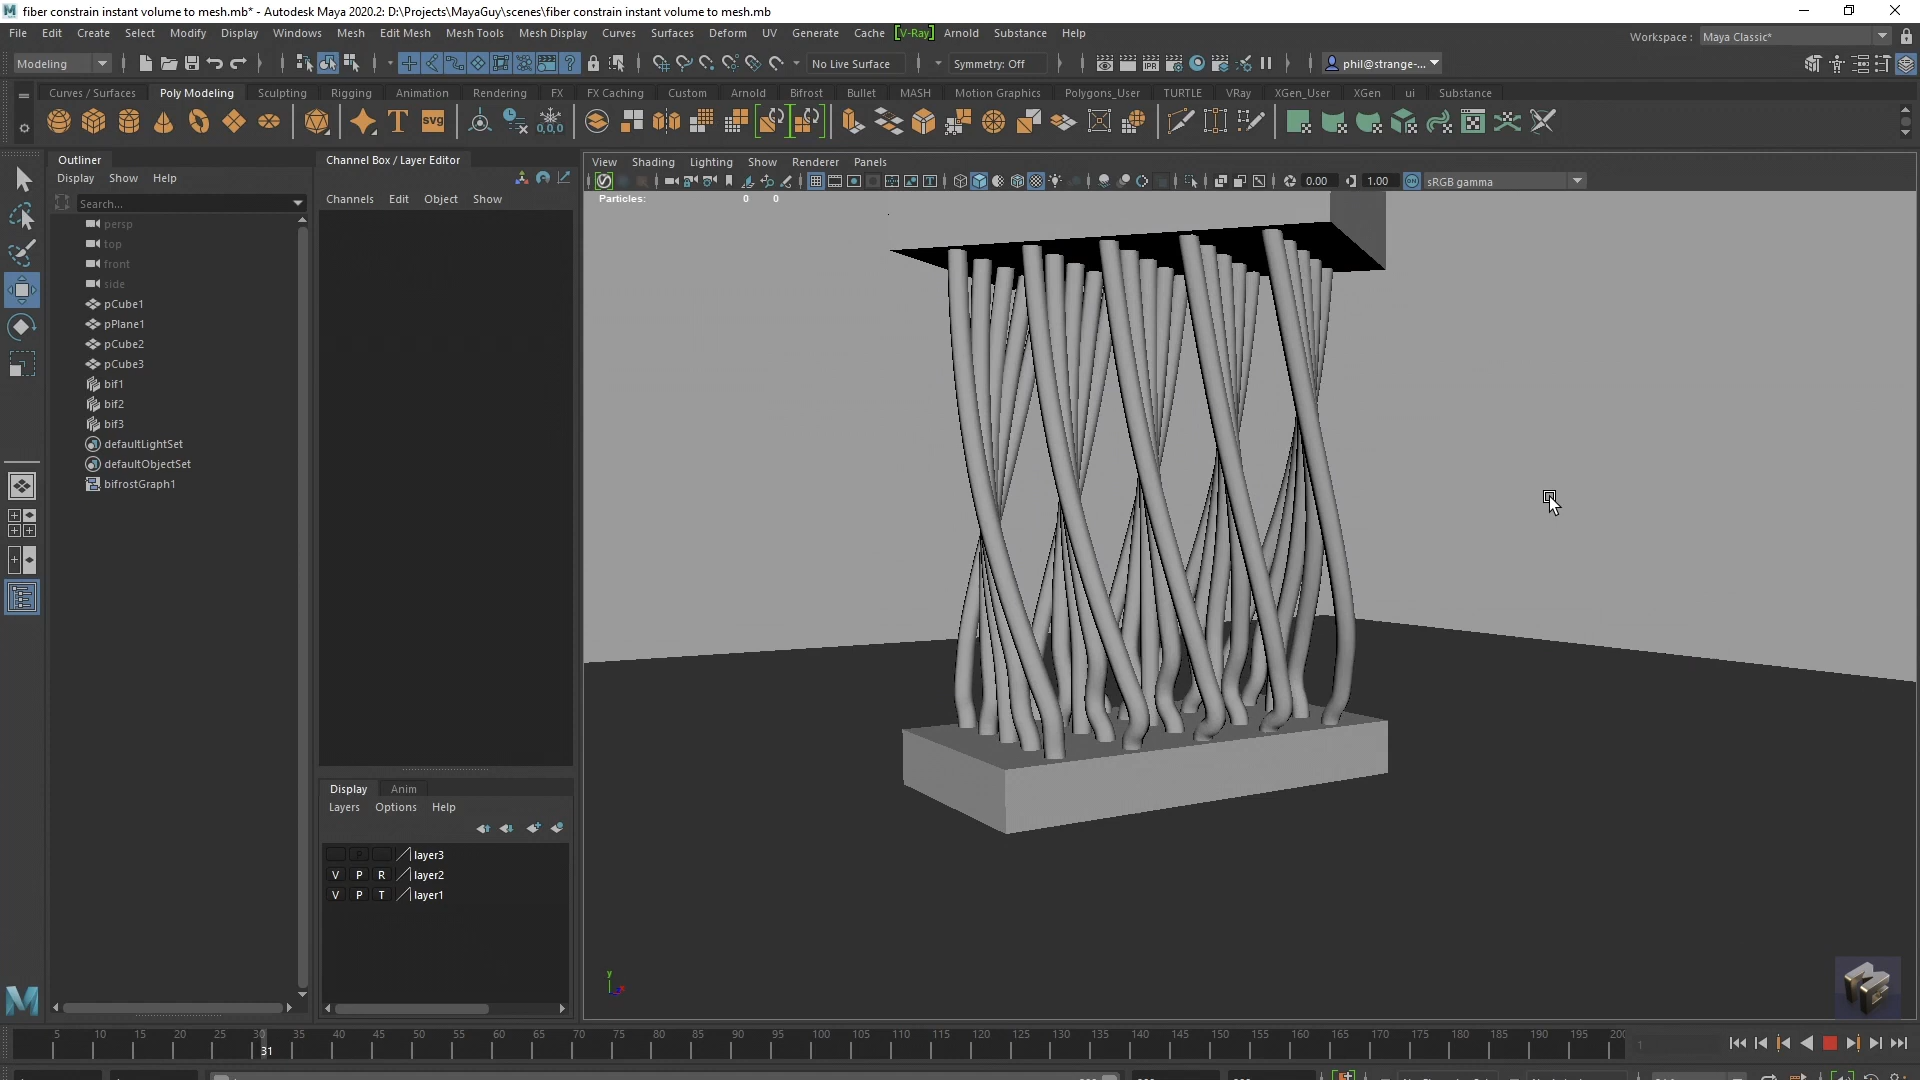 fiber constrain instant volume to mesh.mb* - Autodesk Maya 2020.2: D:\Projects\MayaGuy\scenes\fiber constrain instant volume to mesh.mb
File Edit Create Select Modify Display Windows Mesh Edit Mesh Mesh Tools Mesh Display Curves Surfaces Deform UV Generate Cache [V-Ray] Arnold Substance Help
Workspace : Maya Classic*
Modeling No Live Surface Symmetry: Off IPR phil@strange-...
Curves / Surfaces Poly Modeling Sculpting Rigging Animation Rendering FX FX Caching Custom Arnold Bifrost Bullet MASH Motion Graphics Polygons_User TURTLE VRay XGen_User XGen ui Substance
T svg 0,0,0
Outliner
Display Show Help
Search...
persp
top
front
side
pCube1
pPlane1
pCube2
pCube3
bif1
bif2
bif3
defaultLightSet
defaultObjectSet
bifrostGraph1
Channel Box / Layer Editor
Channels Edit Object Show
Display Anim
Layers Options Help
P layer3
V P R layer2
V P T layer1
View Shading Lighting Show Renderer Panels
0.00 1.00 ON sRGB gamma
Particles: 0 0
y
5 10 15 20 25 30 35 40 45 50 55 60 65 70 75 80 85 90 95 100 105 110 115 120 125 130 135 140 145 150 155 160 165 170 175 180 185 190 195 200
31
1